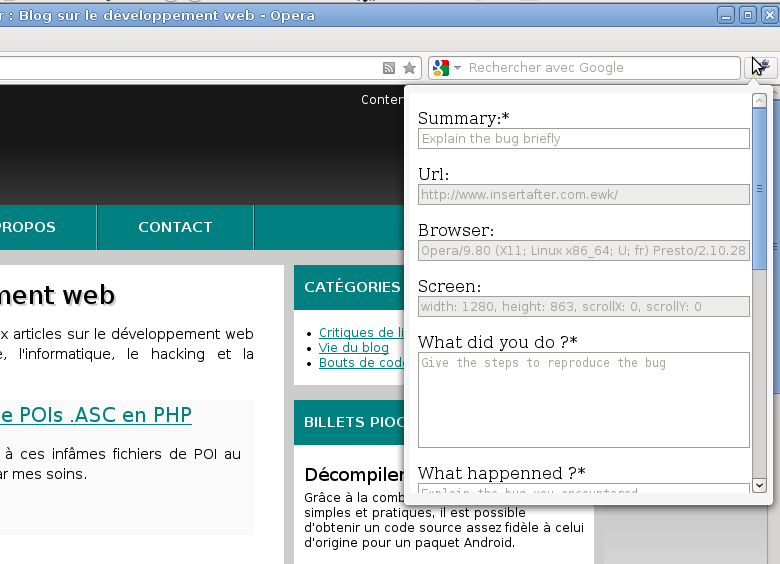 : Blog sur le développement web - Opera
Rechercher avec Google
Conten
PROPOS
CONTACT
ment web
x articles sur le développement web
, l'informatique, le hacking et la
e POIs .ASC en PHP
à ces infâmes fichiers de POI au
ar mes soins.
CATÉGORIES
Critiques de li
Vie du blog
Bouts de code
BILLETS PIOC
Décompiler
Grâce à la comb
simples et pratiques, il est possible
d'obtenir un code source assez fidèle à celui
d'origine pour un paquet Android.
Summary:*
Explain the bug briefly
Url:
http://www.insertafter.com.ewk/
Browser:
Opera/9.80 (X11; Linux x86_64; U; fr) Presto/2.10.28
Screen:
width: 1280, height: 863, scrollX: 0, scrollY: 0
What did you do ?*
Give the steps to reproduce the bug
What happenned ?*
Explain the bug you encountered